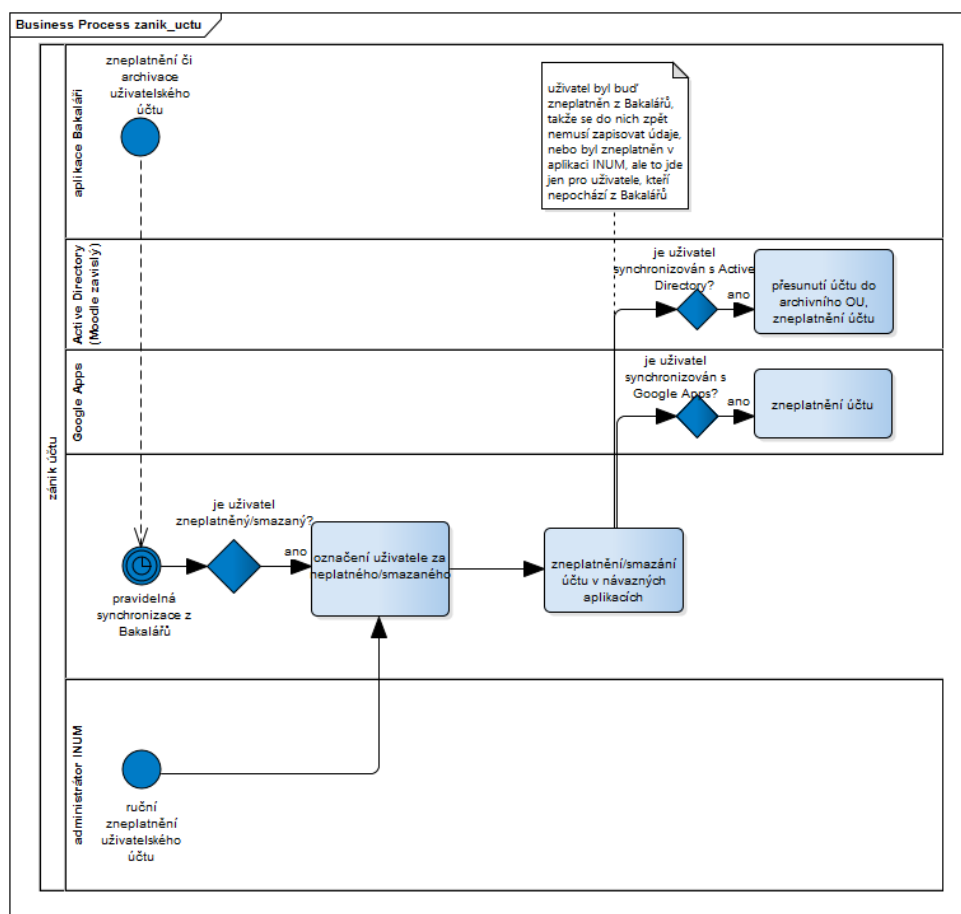 Business Process zanik_uctu
zánik účtu
aplikace Bakaláři
zneplatnění či
archivace
uživatelského
účtu
uživatel byl buď
zneplatněn z Bakalářů,
takže se do nich zpět
nemusí zapisovat údaje,
nebo byl zneplatněn v
aplikaci INUM, ale to jde
jen pro uživatele, kteří
nepochází z Bakalářů
Active Directory
(Moodle zavislý)
je uživatel
synchronizován s Active
Directory?
ano
přesunutí účtu do
archivního OU,
zneplatnění účtu
Google Apps
je uživatel
synchronizován s
Google Apps?
ano
zneplatnění účtu
pravidelná
synchronizace z
Bakalářů
je uživatel
zneplatněný/smazaný?
ano
označení uživatele za
neplatného/smazaného
zneplatnění/smazání
účtu v návazných
aplikacích
administrátor INUM
ruční
zneplatnění
uživatelského
účtu